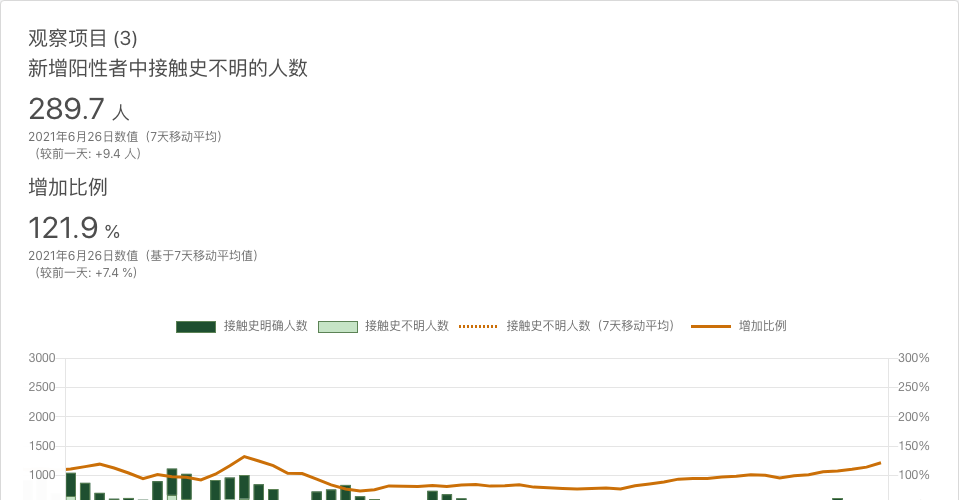 观察项目 (3)
新增阳性者中接触史不明的人数
289.7 人
2021年6月26日数值（7天移动平均）
（较前一天: +9.4 人）
增加比例
121.9 %
2021年6月26日数值（基于7天移动平均值）
（较前一天: +7.4 %）
接触史明确人数 接触史不明人数 接触史不明人数（7天移动平均） 增加比例
3000 300%
2500 250%
2000 200%
1500 150%
1000 100%